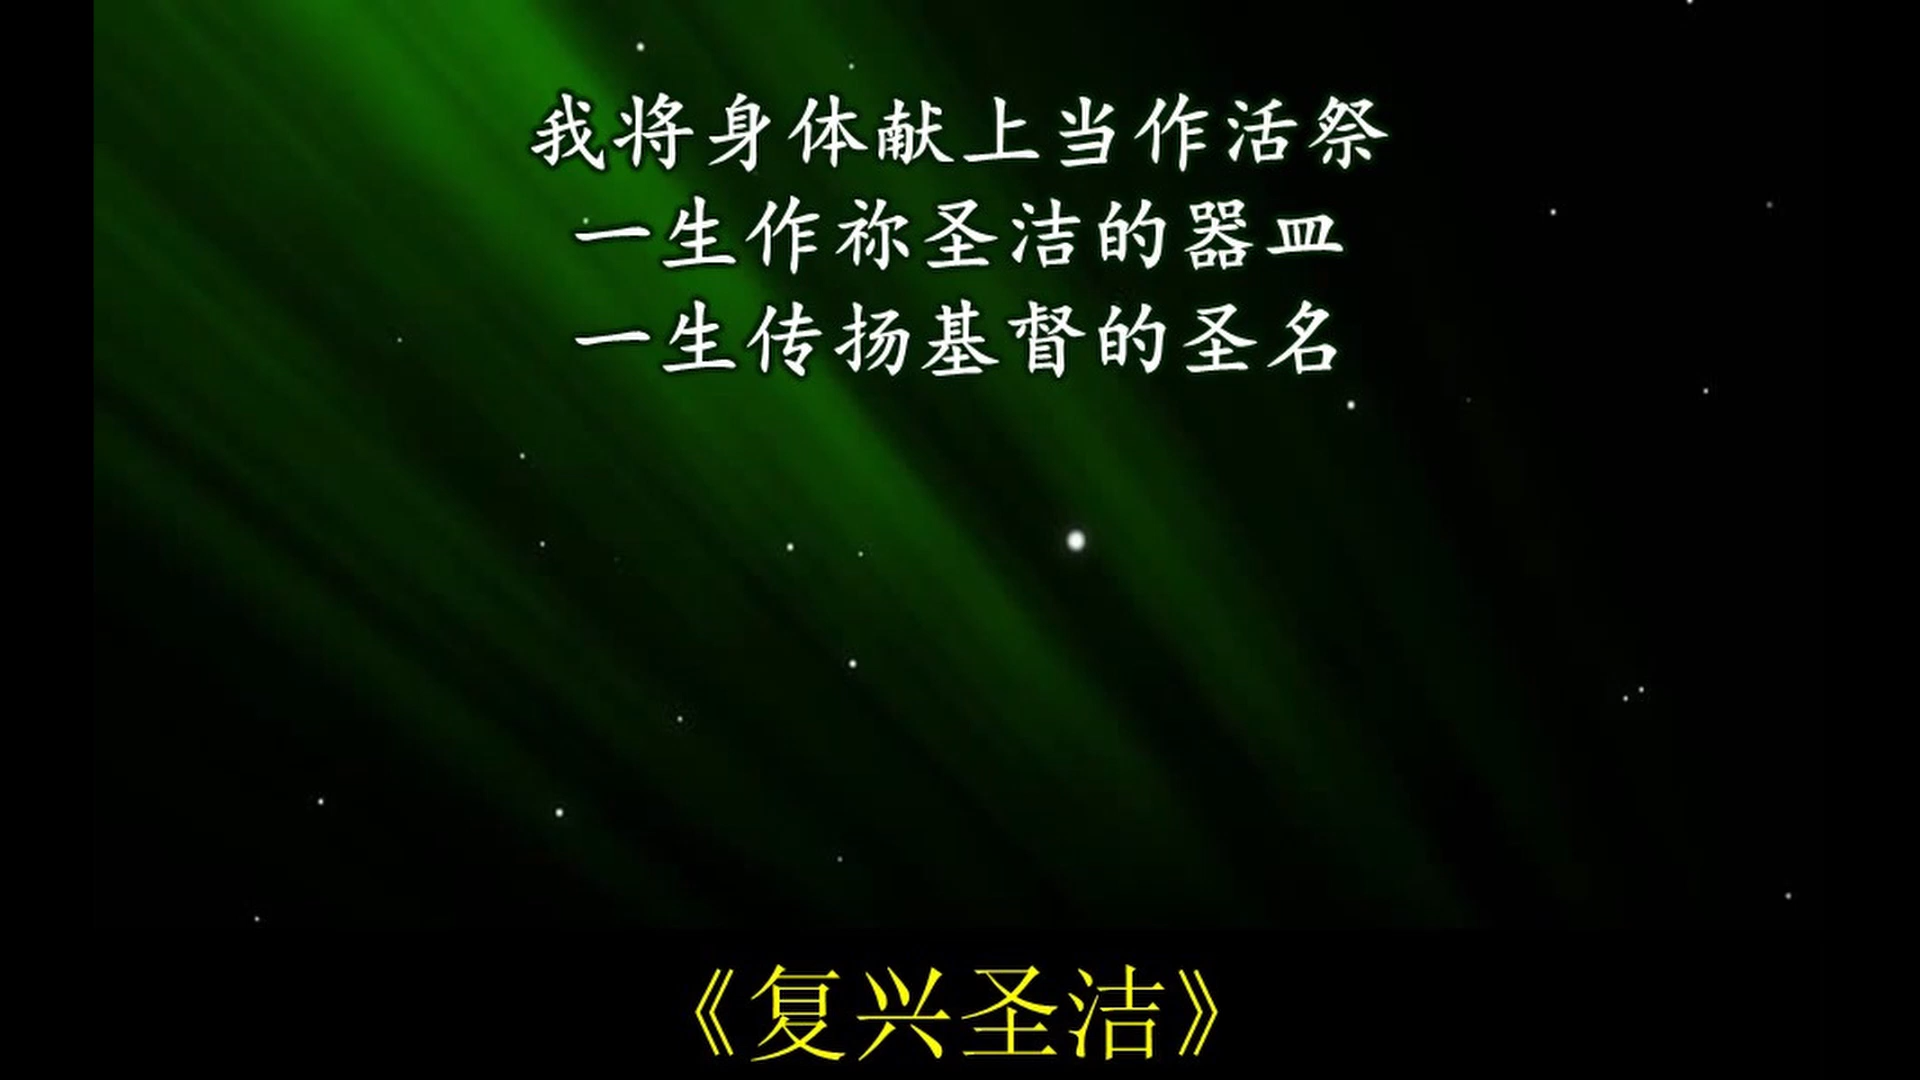 我将身体献上当作活祭
一生作祢圣洁的器皿
一生传扬基督的圣名
《复兴圣洁》